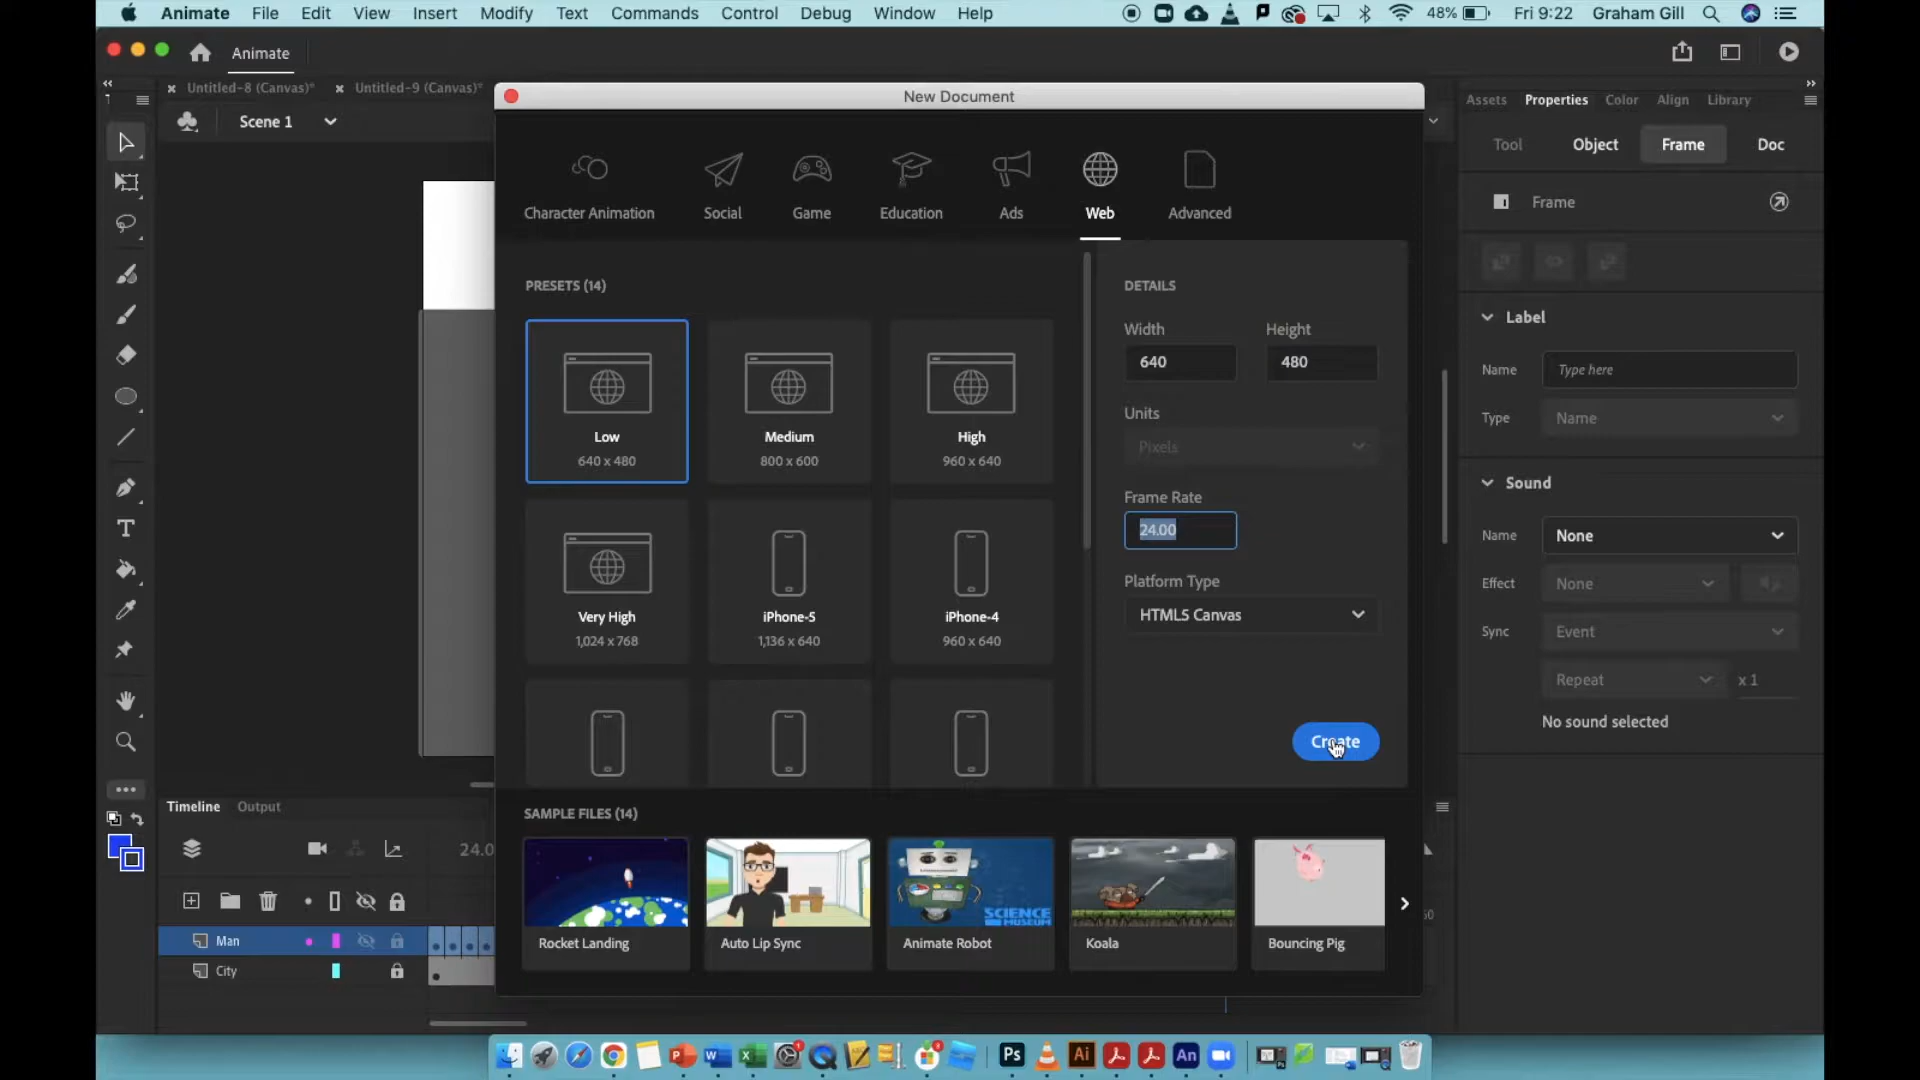 Animate File Edit View Insert Modify Text Commands Control Debug Window Help 48% Fri 9:22 Graham Gill
Animate
Untitled-8 (Canvas)* Untitled-9 (Canvas)*
Scene 1
New Document
Character Animation Social Game Education Ads Web Advanced
PRESETS (14)
Low Medium High
640 x 480 800 x 600 960 x 640
Very High iPhone-5 iPhone-4
1,024 x 768 1,136 x 640 960 x 640
DETAILS
Width Height
640 480
Units
Pixels
Frame Rate
24.00
Platform Type
HTML5 Canvas
Create
SAMPLE FILES (14)
SCIENCE
MUSEUM
Rocket Landing Auto Lip Sync Animate Robot Koala Bouncing Pig
Assets Properties Color Align Library
Tool Object Frame Doc
Frame
Label
Name Type here
Type Name
Sound
Name None
Effect None
Sync Event
Repeat x 1
No sound selected
Timeline Output
24.0
Man
City
Ps Ai An